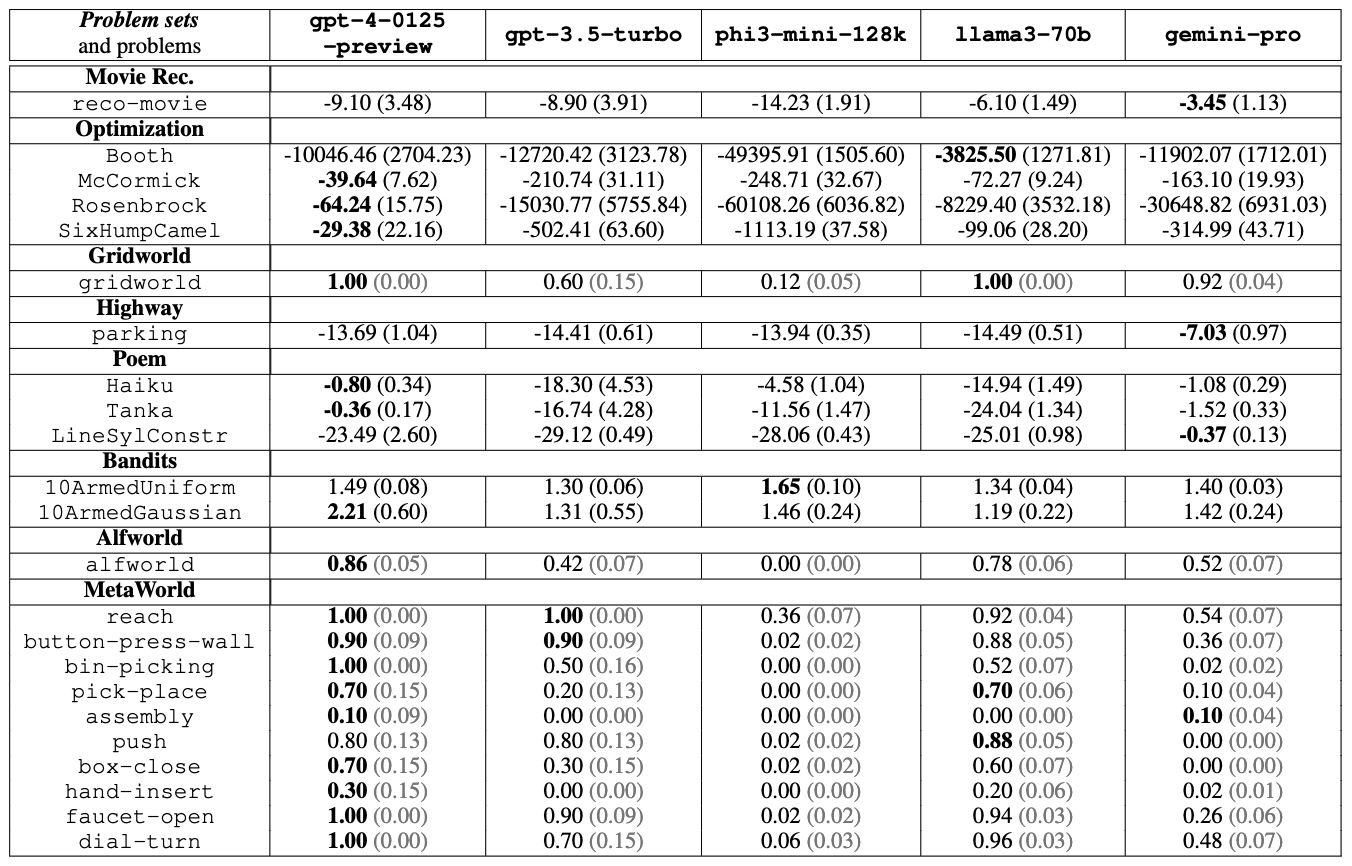 Problem sets and problems gpt-4-0125-preview gpt-3.5-turbo phi3-mini-128k llama3-70b gemini-pro
Movie Rec.
reco-movie -9.10 (3.48) -8.90 (3.91) -14.23 (1.91) -6.10 (1.49) -3.45 (1.13)
Optimization
Booth -10046.46 (2704.23) -12720.42 (3123.78) -49395.91 (1505.60) -3825.50 (1271.81) -11902.07 (1712.01)
McCormick -39.64 (7.62) -210.74 (31.11) -248.71 (32.67) -72.27 (9.24) -163.10 (19.93)
Rosenbrock -64.24 (15.75) -15030.77 (5755.84) -60108.26 (6036.82) -8229.40 (3532.18) -30648.82 (6931.03)
SixHumpCamel -29.38 (22.16) -502.41 (63.60) -1113.19 (37.58) -99.06 (28.20) -314.99 (43.71)
Gridworld
gridworld 1.00 (0.00) 0.60 (0.15) 0.12 (0.05) 1.00 (0.00) 0.92 (0.04)
Highway
parking -13.69 (1.04) -14.41 (0.61) -13.94 (0.35) -14.49 (0.51) -7.03 (0.97)
Poem
Haiku -0.80 (0.34) -18.30 (4.53) -4.58 (1.04) -14.94 (1.49) -1.08 (0.29)
Tanka -0.36 (0.17) -16.74 (4.28) -11.56 (1.47) -24.04 (1.34) -1.52 (0.33)
LineSylConstr -23.49 (2.60) -29.12 (0.49) -28.06 (0.43) -25.01 (0.98) -0.37 (0.13)
Bandits
10ArmedUniform 1.49 (0.08) 1.30 (0.06) 1.65 (0.10) 1.34 (0.04) 1.40 (0.03)
10ArmedGaussian 2.21 (0.60) 1.31 (0.55) 1.46 (0.24) 1.19 (0.22) 1.42 (0.24)
Alfworld
alfworld 0.86 (0.05) 0.42 (0.07) 0.00 (0.00) 0.78 (0.06) 0.52 (0.07)
MetaWorld
reach 1.00 (0.00) 1.00 (0.00) 0.36 (0.07) 0.92 (0.04) 0.54 (0.07)
button-press-wall 0.90 (0.09) 0.90 (0.09) 0.02 (0.02) 0.88 (0.05) 0.36 (0.07)
bin-picking 1.00 (0.00) 0.50 (0.16) 0.00 (0.00) 0.52 (0.07) 0.02 (0.02)
pick-place 0.70 (0.15) 0.20 (0.13) 0.00 (0.00) 0.70 (0.06) 0.10 (0.04)
assembly 0.10 (0.09) 0.00 (0.00) 0.00 (0.00) 0.00 (0.00) 0.10 (0.04)
push 0.80 (0.13) 0.80 (0.13) 0.02 (0.02) 0.88 (0.05) 0.00 (0.00)
box-close 0.70 (0.15) 0.30 (0.15) 0.02 (0.02) 0.60 (0.07) 0.00 (0.00)
hand-insert 0.30 (0.15) 0.00 (0.00) 0.00 (0.00) 0.20 (0.06) 0.02 (0.01)
faucet-open 1.00 (0.00) 0.90 (0.09) 0.02 (0.02) 0.94 (0.03) 0.26 (0.06)
dial-turn 1.00 (0.00) 0.70 (0.15) 0.06 (0.03) 0.96 (0.03) 0.48 (0.07)